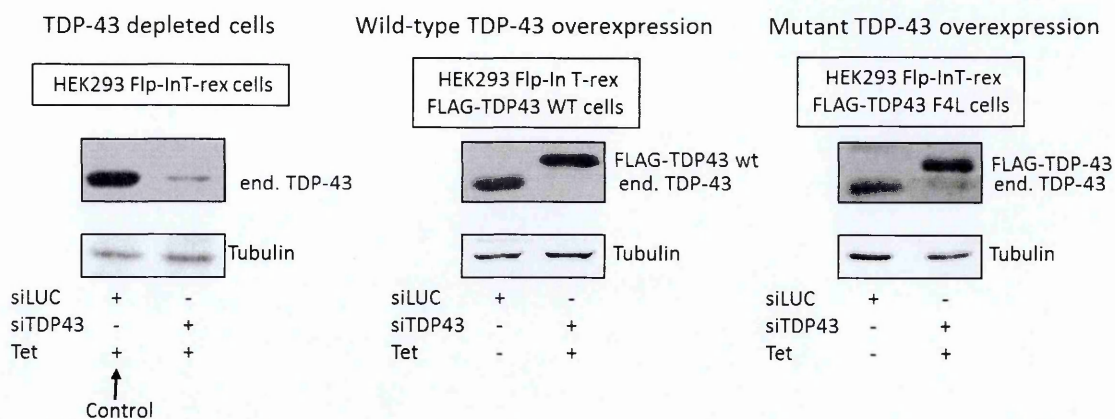 TDP-43 depleted cells
HEK293 Flp-InT-rex cells
end. TDP-43
Tubulin
siLUC + -
siTDP43 - +
Tet + +
Control
Wild-type TDP-43 overexpression
HEK293 Flp-In T-rex
FLAG-TDP43 WT cells
FLAG-TDP43 wt
end. TDP-43
Tubulin
siLUC + -
siTDP43 - +
Tet - +
Mutant TDP-43 overexpression
HEK293 Flp-InT-rex
FLAG-TDP43 F4L cells
FLAG-TDP-43
end. TDP-43
Tubulin
siLUC + -
siTDP43 - +
Tet - +